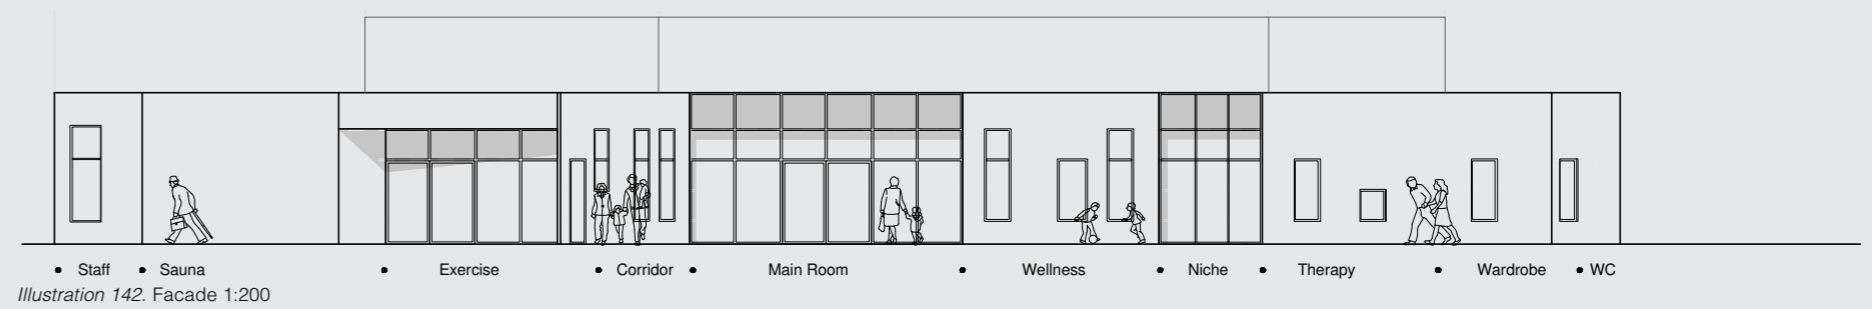 • Staff • Sauna • Exercise • Corridor • Main Room • Wellness • Niche • Therapy • Wardrobe • WC
Illustration 142. Facade 1:200